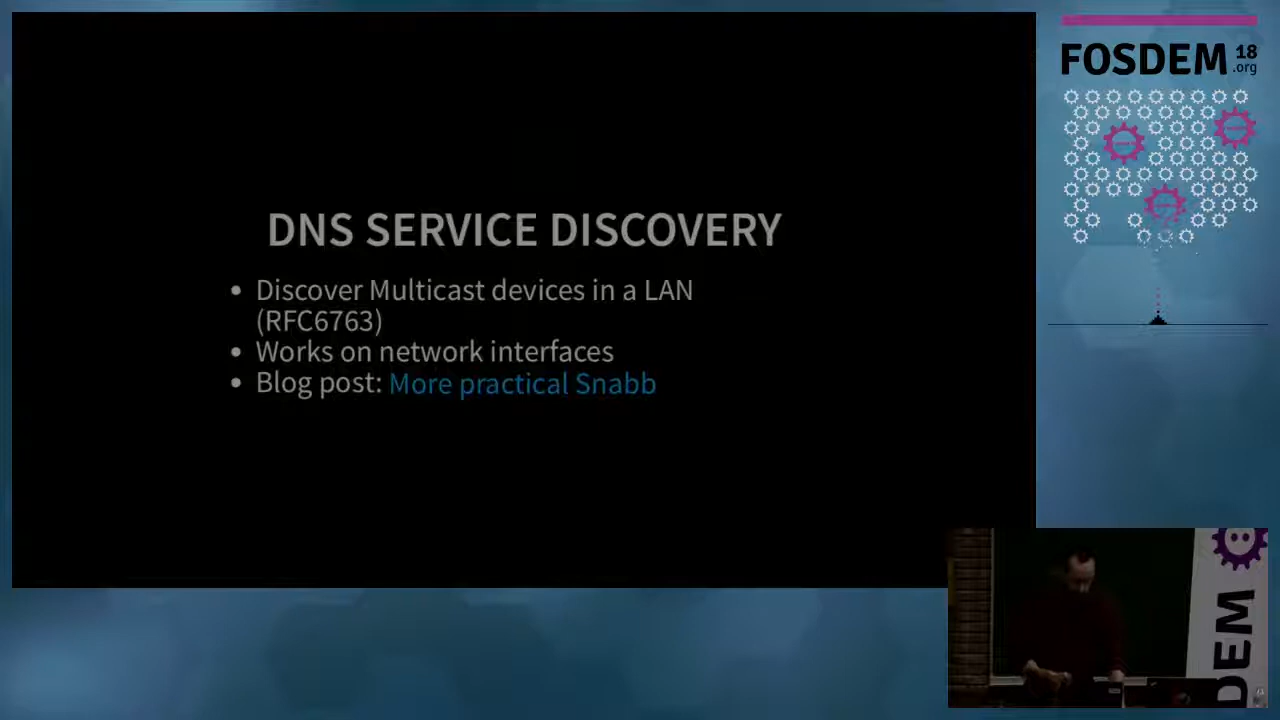 FOSDEM 18
.org
DNS SERVICE DISCOVERY
• Discover Multicast devices in a LAN
(RFC6763)
• Works on network interfaces
• Blog post: More practical Snabb
DEM